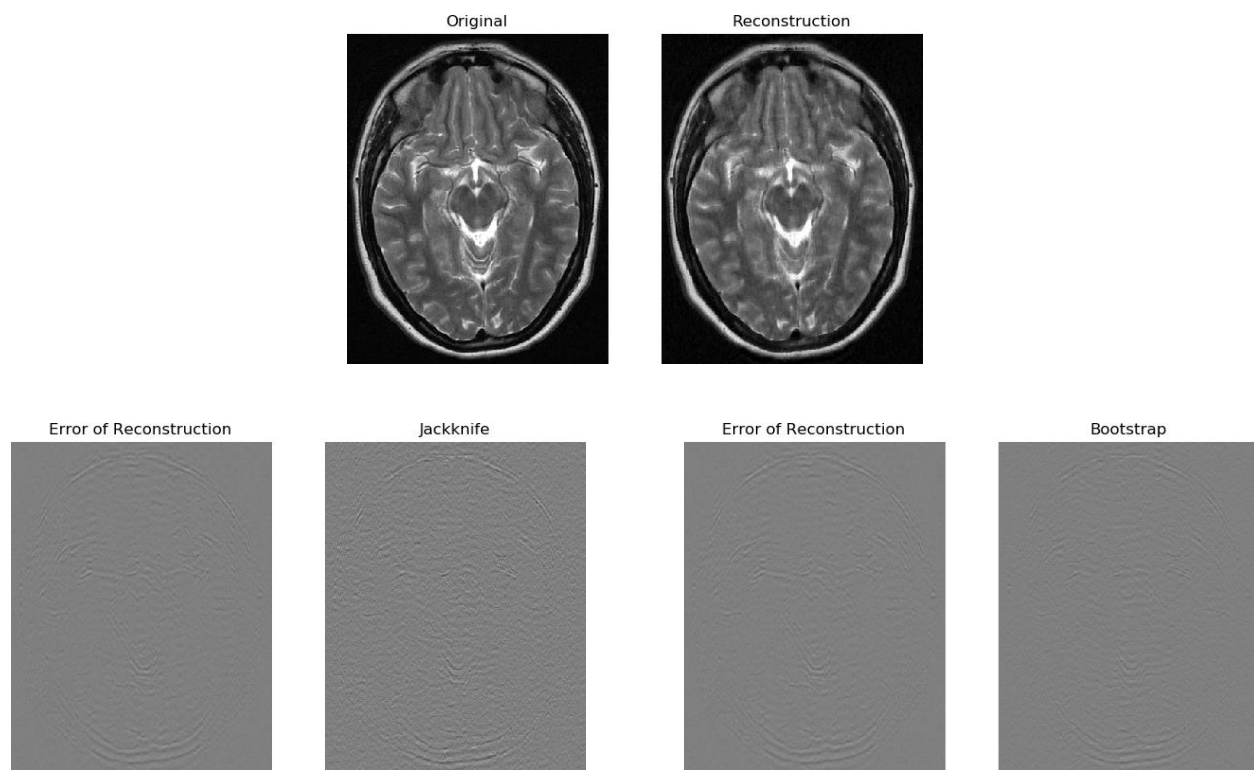 Original
Reconstruction
Error of Reconstruction
Jackknife
Error of Reconstruction
Bootstrap